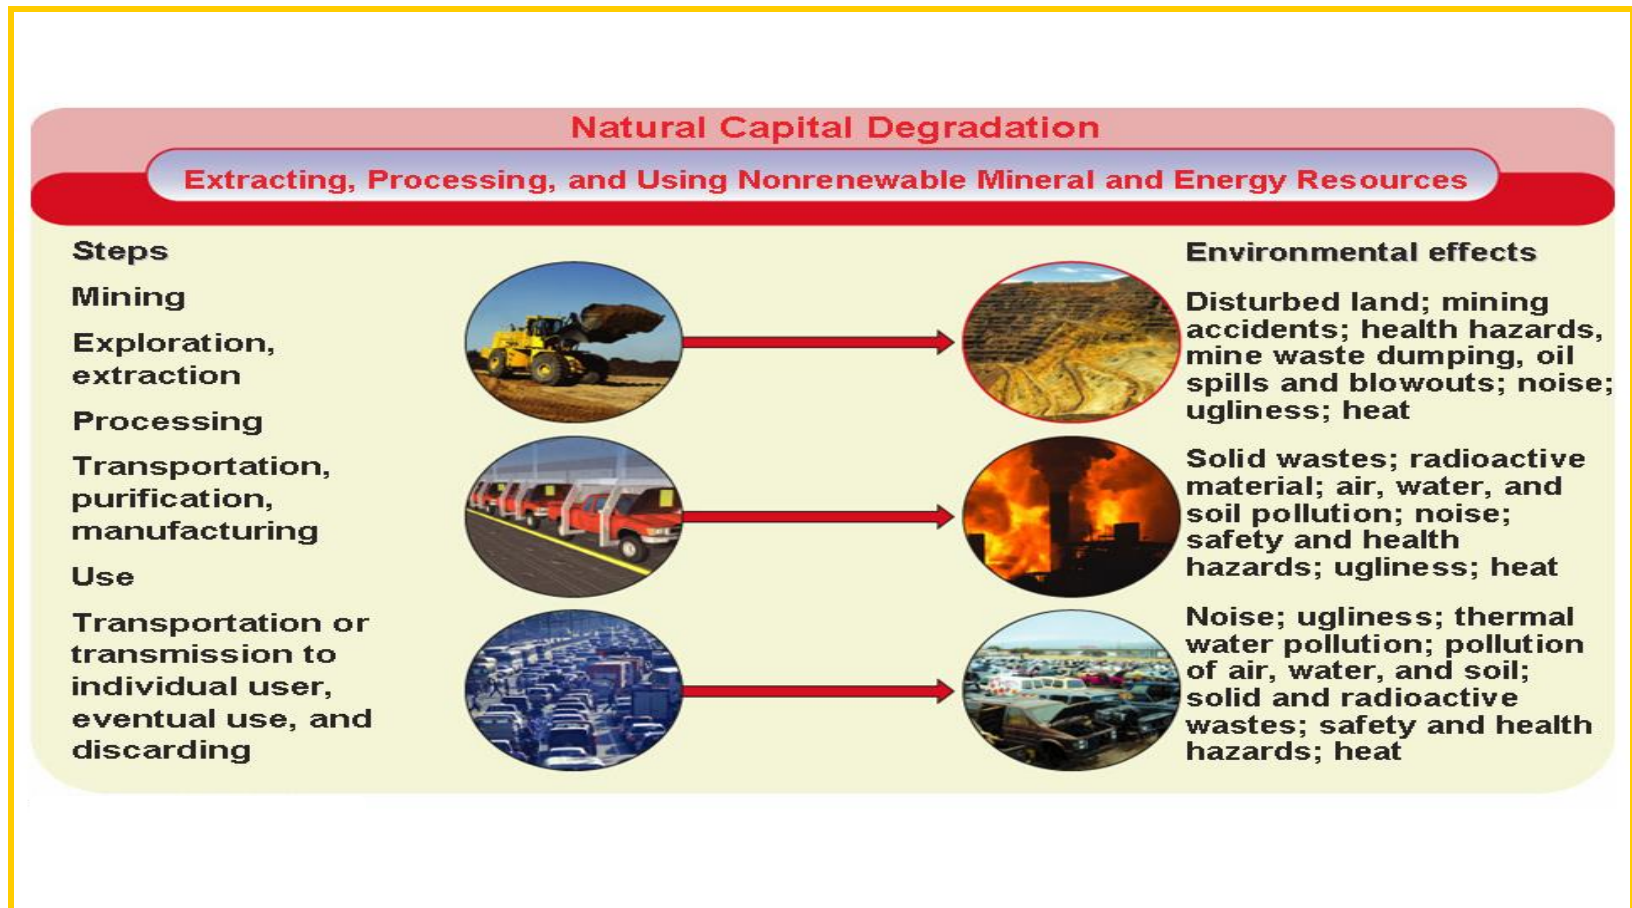 Natural Capital Degradation
Extracting, Processing, and Using Nonrenewable Mineral and Energy Resources
Steps
Mining
Exploration,
extraction
Processing
Transportation,
purification,
manufacturing
Use
Transportation or
transmission to
individual user,
eventual use, and
discarding
Environmental effects
Disturbed land; mining
accidents; health hazards,
mine waste dumping, oil
spills and blowouts; noise;
ugliness; heat
Solid wastes; radioactive
material; air, water, and
soil pollution; noise;
safety and health
hazards; ugliness; heat
Noise; ugliness; thermal
water pollution; pollution
of air, water, and soil;
solid and radioactive
wastes; safety and health
hazards; heat